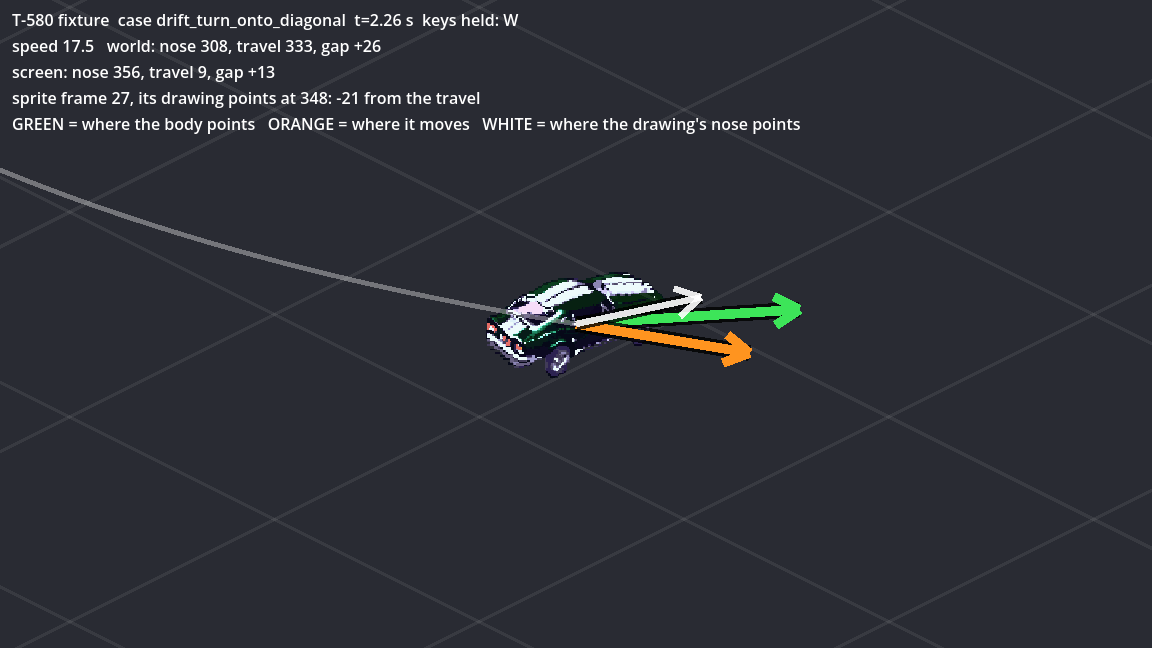 T-580 fixture  case drift_turn_onto_diagonal  t=2.26 s  keys held: W
speed 17.5   world: nose 308, travel 333, gap +26
screen: nose 356, travel 9, gap +13
sprite frame 27, its drawing points at 348: -21 from the travel
GREEN = where the body points   ORANGE = where it moves   WHITE = where the drawing's nose points